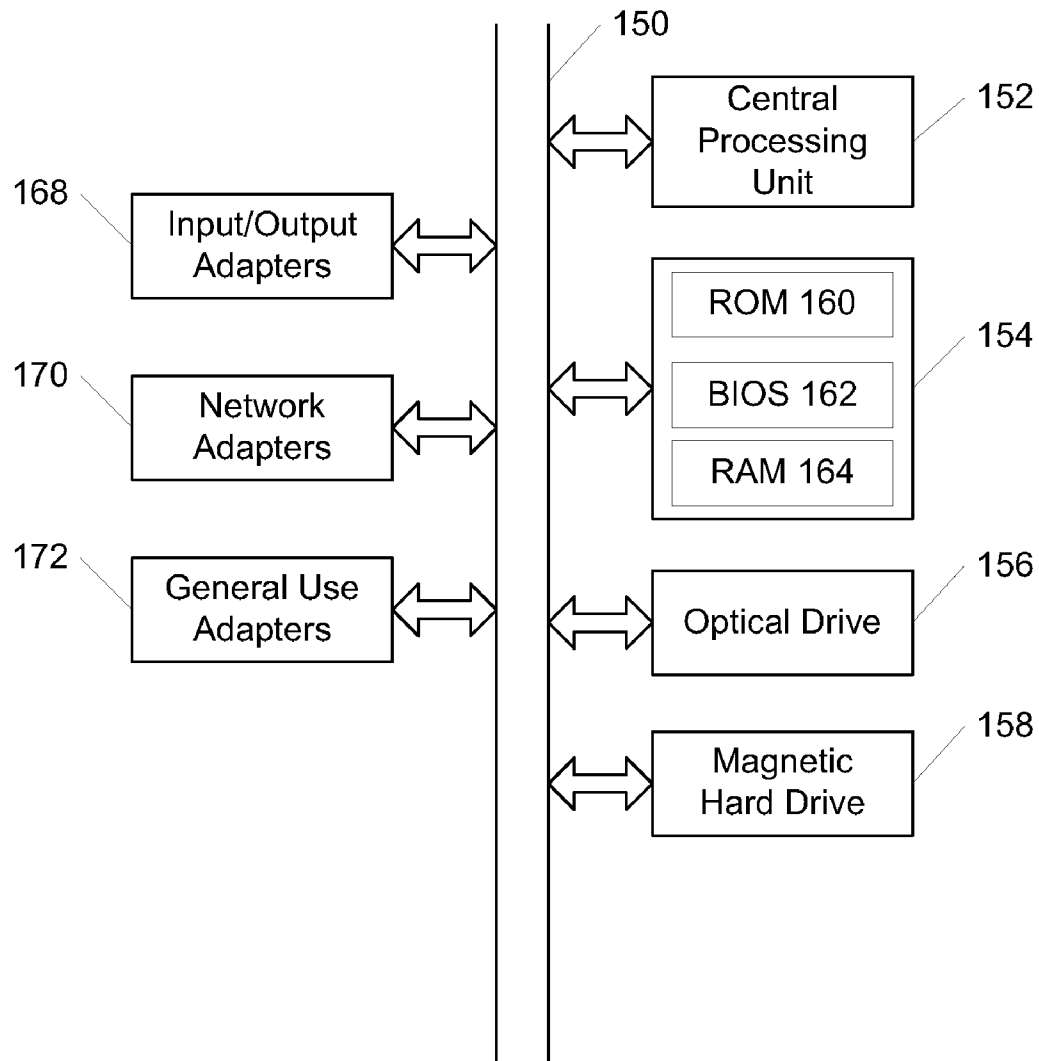 150
Central
Processing
Unit
152
168
Input/Output
Adapters
ROM 160
BIOS 162
RAM 164
154
170
Network
Adapters
172
General Use
Adapters
Optical Drive
156
Magnetic
Hard Drive
158